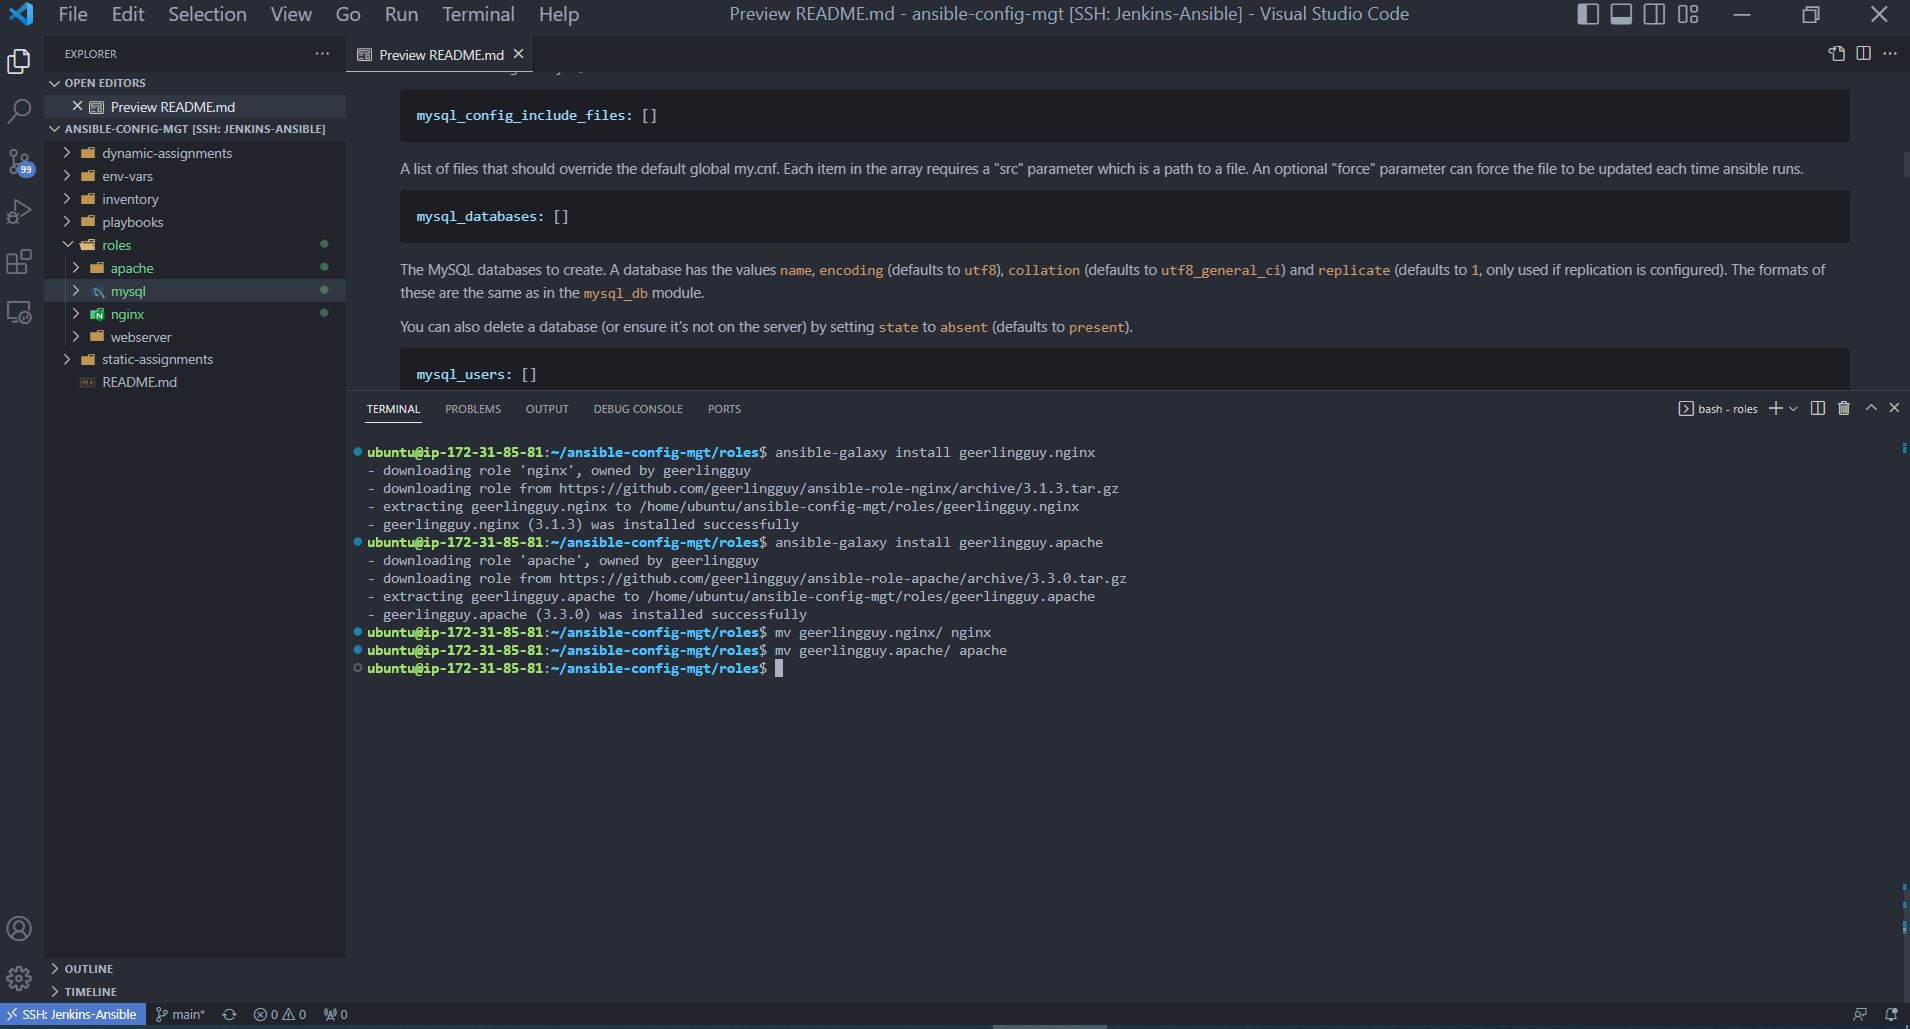 File Edit Selection View Go Run Terminal Help
Preview README.md - ansible-config-mgt [SSH: Jenkins-Ansible] - Visual Studio Code
EXPLORER
OPEN EDITORS
Preview README.md
ANSIBLE-CONFIG-MGT [SSH: JENKINS-ANSIBLE]
dynamic-assignments
env-vars
inventory
playbooks
roles
apache
mysql
nginx
webserver
static-assignments
README.md
99
OUTLINE
TIMELINE
Preview README.md
mysql_config_include_files: []
A list of files that should override the default global my.cnf. Each item in the array requires a "src" parameter which is a path to a file. An optional "force" parameter can force the file to be updated each time ansible runs.
mysql_databases: []
The MySQL databases to create. A database has the values name, encoding (defaults to utf8), collation (defaults to utf8_general_ci) and replicate (defaults to 1, only used if replication is configured). The formats of
these are the same as in the mysql_db module.
You can also delete a database (or ensure it's not on the server) by setting state to absent (defaults to present).
mysql_users: []
TERMINAL PROBLEMS OUTPUT DEBUG CONSOLE PORTS
bash - roles
ubuntu@ip-172-31-85-81:~/ansible-config-mgt/roles$ ansible-galaxy install geerlingguy.nginx
- downloading role 'nginx', owned by geerlingguy
- downloading role from https://github.com/geerlingguy/ansible-role-nginx/archive/3.1.3.tar.gz
- extracting geerlingguy.nginx to /home/ubuntu/ansible-config-mgt/roles/geerlingguy.nginx
- geerlingguy.nginx (3.1.3) was installed successfully
ubuntu@ip-172-31-85-81:~/ansible-config-mgt/roles$ ansible-galaxy install geerlingguy.apache
- downloading role 'apache', owned by geerlingguy
- downloading role from https://github.com/geerlingguy/ansible-role-apache/archive/3.3.0.tar.gz
- extracting geerlingguy.apache to /home/ubuntu/ansible-config-mgt/roles/geerlingguy.apache
- geerlingguy.apache (3.3.0) was installed successfully
ubuntu@ip-172-31-85-81:~/ansible-config-mgt/roles$ mv geerlingguy.nginx/ nginx
ubuntu@ip-172-31-85-81:~/ansible-config-mgt/roles$ mv geerlingguy.apache/ apache
ubuntu@ip-172-31-85-81:~/ansible-config-mgt/roles$
SSH: Jenkins-Ansible main* 0 0 0